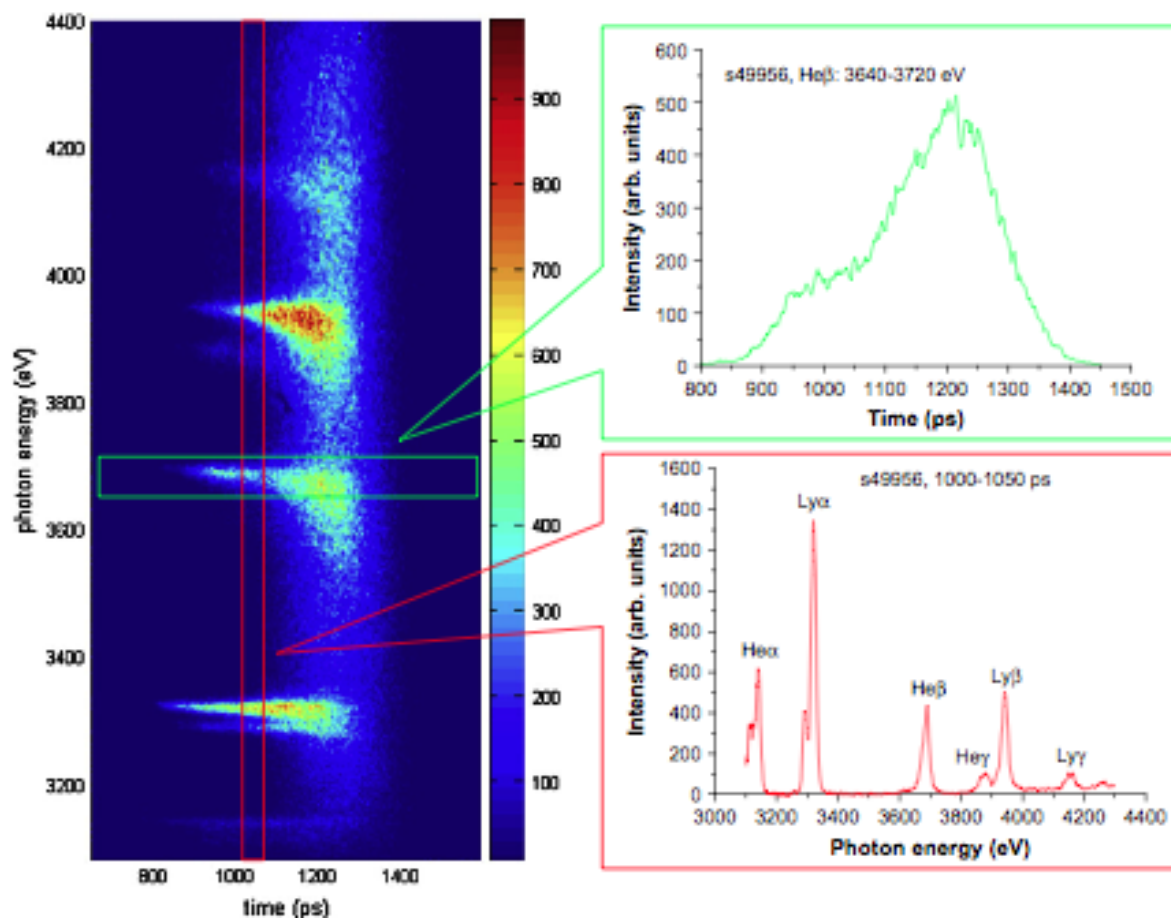 4400
4200
4000
3800
3600
3400
3200
photon energy (eV)
800 1000 1200 1400
time (ps)
900
800
700
600
500
400
300
200
100
600
500
400
300
200
100
0
Intensity (arb. units)
s49956, Heβ: 3640-3720 eV
800 900 1000 1100 1200 1300 1400 1500
Time (ps)
1600
1400
1200
1000
800
600
400
200
0
Intensity (arb. units)
s49956, 1000-1050 ps
Lyα
Heα
Heβ
Lyβ
Heγ
Lyγ
3000 3200 3400 3600 3800 4000 4200 4400
Photon energy (eV)